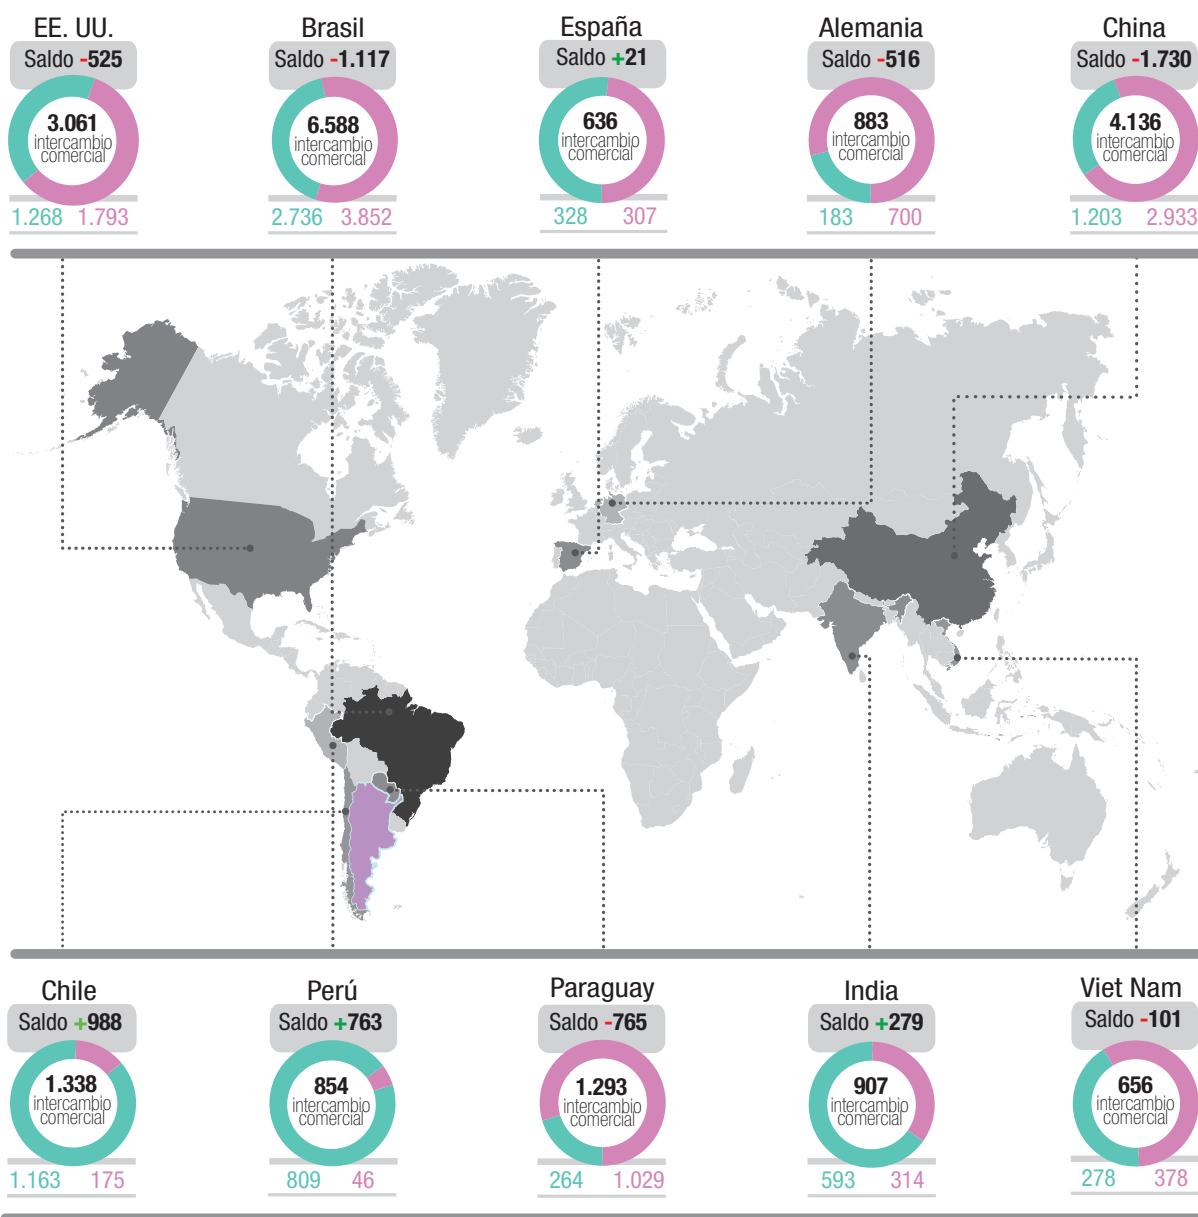 EE. UU.
Saldo -525
3.061
intercambio
comercial
1.268 1.793
Brasil
Saldo -1.117
6.588
intercambio
comercial
2.736 3.852
España
Saldo +21
636
intercambio
comercial
328 307
Alemania
Saldo -516
883
intercambio
comercial
183 700
China
Saldo -1.730
4.136
intercambio
comercial
1.203 2.933
Chile
Saldo +988
1.338
intercambio
comercial
1.163 175
Perú
Saldo +763
854
intercambio
comercial
809 46
Paraguay
Saldo -765
1.293
intercambio
comercial
264 1.029
India
Saldo +279
907
intercambio
comercial
593 314
Viet Nam
Saldo -101
656
intercambio
comercial
278 378